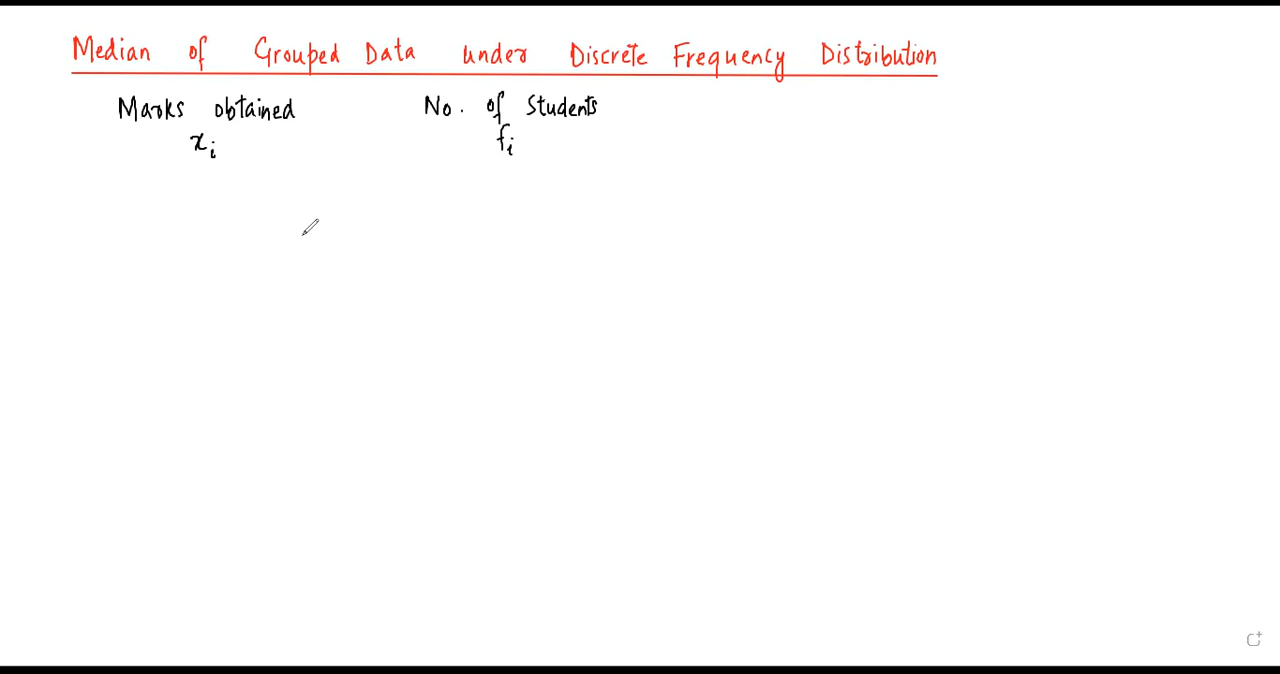 Median of Grouped Data under Discrete Frequency Distribution
Marks obtained No. of Students
xi fi